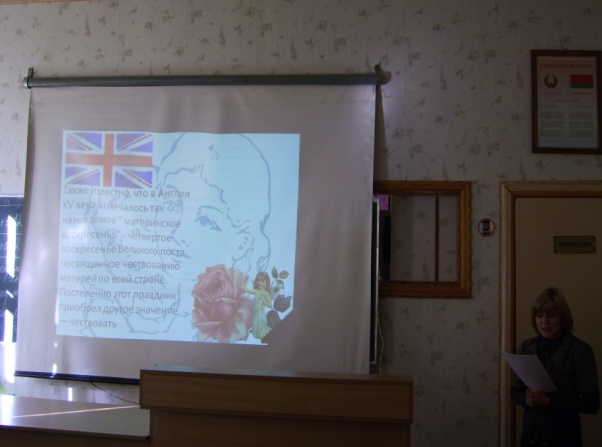 Также известно, что в Англии
XV века отмечалось так
называемое " материнское
воскресенье" - четвертое
воскресенье Великого поста,
посвященное чествованию
матерей по всей стране.
Постепенно этот праздник
приобрел другое значение
— чествовать